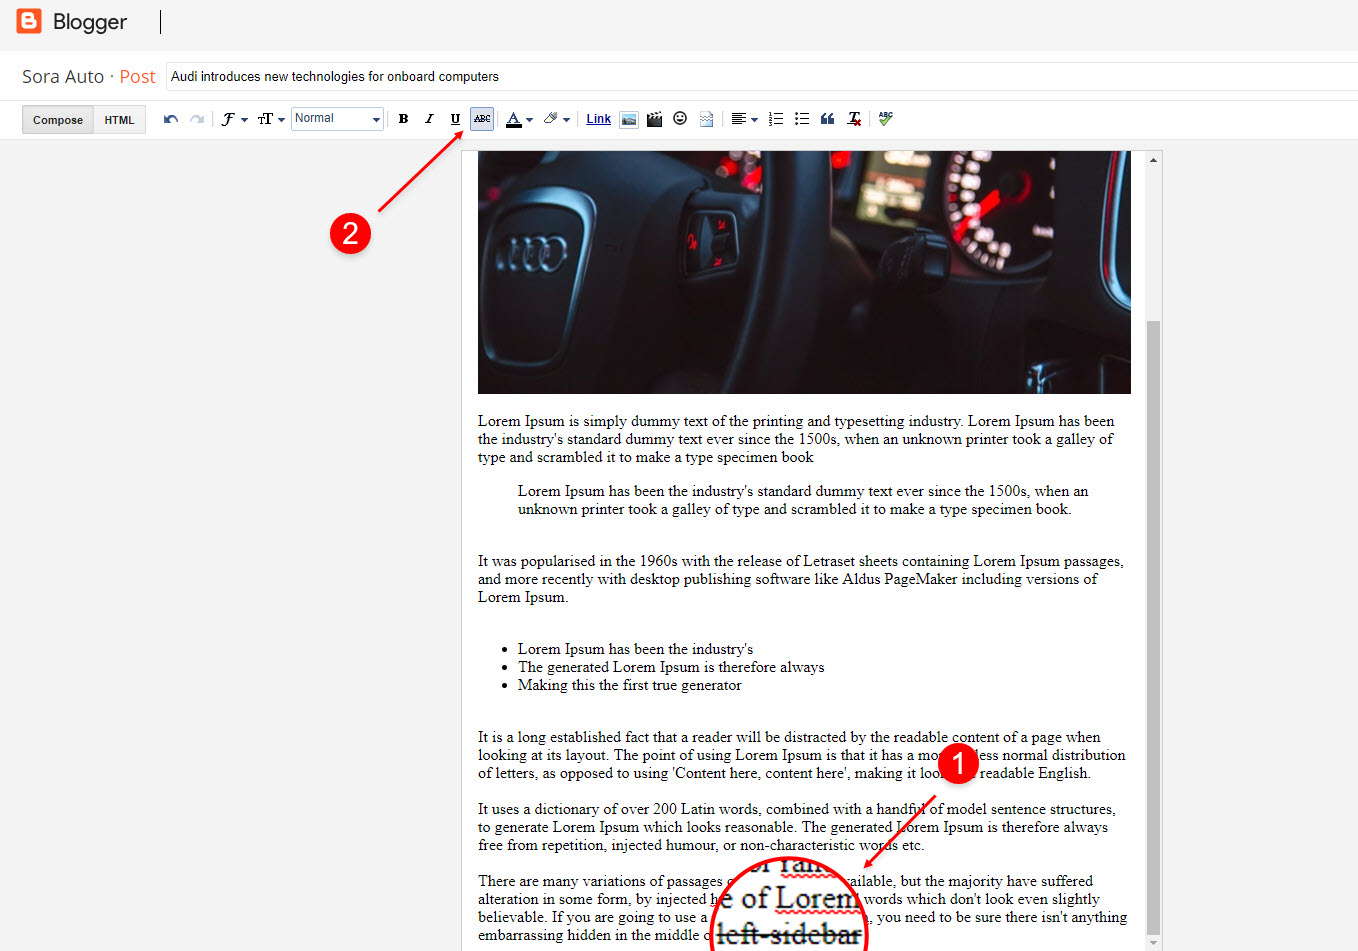 Blogger
Sora Auto · Post
Audi introduces new technologies for onboard computers
Compose HTML Normal B I U ABC A Link ABC
2
Lorem Ipsum is simply dummy text of the printing and typesetting industry. Lorem Ipsum has been
the industry's standard dummy text ever since the 1500s, when an unknown printer took a galley of
type and scrambled it to make a type specimen book
Lorem Ipsum has been the industry's standard dummy text ever since the 1500s, when an
unknown printer took a galley of type and scrambled it to make a type specimen book.
It was popularised in the 1960s with the release of Letraset sheets containing Lorem Ipsum passages,
and more recently with desktop publishing software like Aldus PageMaker including versions of
Lorem Ipsum.
Lorem Ipsum has been the industry's
The generated Lorem Ipsum is therefore always
Making this the first true generator
It is a long established fact that a reader will be distracted by the readable content of a page when
looking at its layout. The point of using Lorem Ipsum is that it has a less normal distribution
of letters, as opposed to using 'Content here, content here', making it readable English.
1
It uses a dictionary of over 200 Latin words, combined with a handful of model sentence structures,
to generate Lorem Ipsum which looks reasonable. The generated Lorem Ipsum is therefore always
free from repetition, injected humour, or non-characteristic words etc.
There are many variations of passages but the majority have suffered
alteration in some form, by injected words which don't look even slightly
believable. If you are going to use a you need to be sure there isn't anything
embarrassing hidden in the middle
of Lorem
left-sidebar